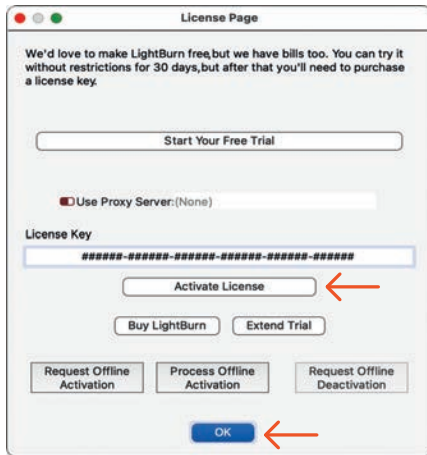 License Page
We'd love to make LightBurn free,but we have bills too. You can try it
without restrictions for 30 days,but after that you'll need to purchase
a license key.
Start Your Free Trial
Use Proxy Server:(None)
License Key
######-######-######-######-######-######
Activate License
Buy LightBurn Extend Trial
Request Offline Process Offline Request Offline
Activation Activation Deactivation
OK